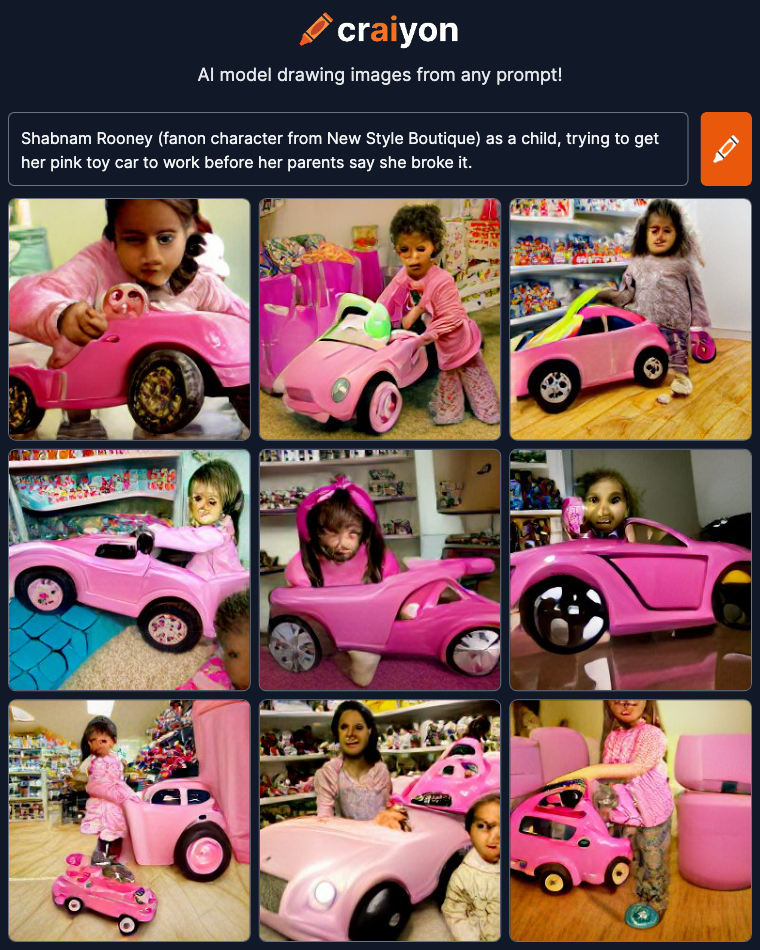 craiyon
AI model drawing images from any prompt!
Shabnam Rooney (fanon character from New Style Boutique) as a child, trying to get
her pink toy car to work before her parents say she broke it.